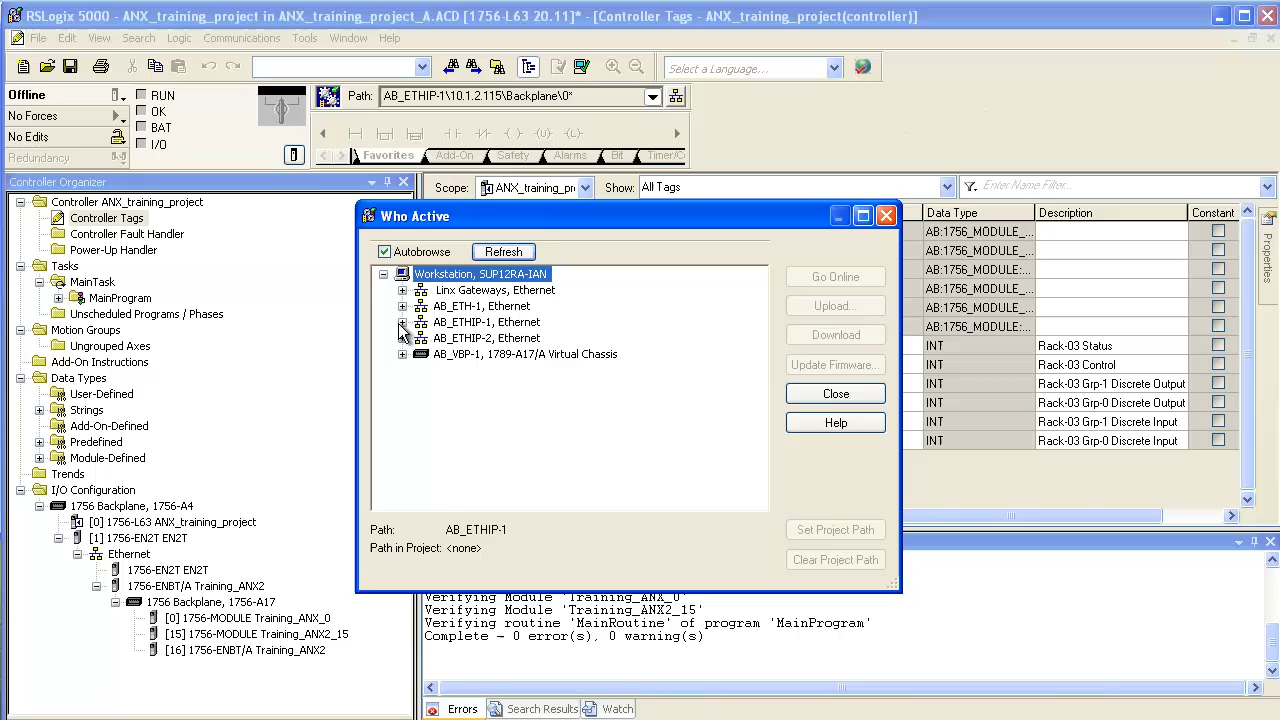 RSLogix 5000 - ANX_training_project in ANX_training_project_A.ACD [1756-L63 20.11]* - [Controller Tags - ANX_training_project(controller)]
File Edit View Search Logic Communications Tools Window Help
Select a Language...
Offline
RUN
No Forces
OK
No Edits
BAT
Redundancy
I/O
Path: AB_ETHIP-1\10.1.2.115\Backplane\0*
Favorites Add-On Safety Alarms Bit Timer/C
Controller Organizer
Controller ANX_training_project
Controller Tags
Controller Fault Handler
Power-Up Handler
Tasks
MainTask
MainProgram
Unscheduled Programs / Phases
Motion Groups
Ungrouped Axes
Add-On Instructions
Data Types
User-Defined
Strings
Add-On-Defined
Predefined
Module-Defined
Trends
I/O Configuration
1756 Backplane, 1756-A4
[0] 1756-L63 ANX_training_project
[1] 1756-EN2T EN2T
Ethernet
1756-EN2T EN2T
1756-ENBT/A Training_ANX2
1756 Backplane, 1756-A17
[0] 1756-MODULE Training_ANX_0
[15] 1756-MODULE Training_ANX2_15
[16] 1756-ENBT/A Training_ANX2
Scope: ANX_training_pr Show: All Tags
Enter Name Filter...
Data Type Description Constant
AB:1756_MODULE_...
AB:1756_MODULE_...
AB:1756_MODULE:...
AB:1756_MODULE_...
AB:1756_MODULE_...
AB:1756_MODULE:...
INT Rack-03 Status
INT Rack-03 Control
INT Rack-03 Grp-1 Discrete Output
INT Rack-03 Grp-0 Discrete Output
INT Rack-03 Grp-1 Discrete Input
INT Rack-03 Grp-0 Discrete Input
Properties
Who Active
Autobrowse Refresh
Workstation, SUP12RA-IAN
Linx Gateways, Ethernet
AB_ETH-1, Ethernet
AB_ETHIP-1, Ethernet
AB_ETHIP-2, Ethernet
AB_VBP-1, 1789-A17/A Virtual Chassis
Go Online
Upload...
Download
Update Firmware...
Close
Help
Path: AB_ETHIP-1
Path in Project: <none>
Set Project Path
Clear Project Path
Verifying Module 'Training_ANX_0'
Verifying Module 'Training_ANX2_15'
Verifying routine 'MainRoutine' of program 'MainProgram'
Complete - 0 error(s), 0 warning(s)
Errors Search Results Watch